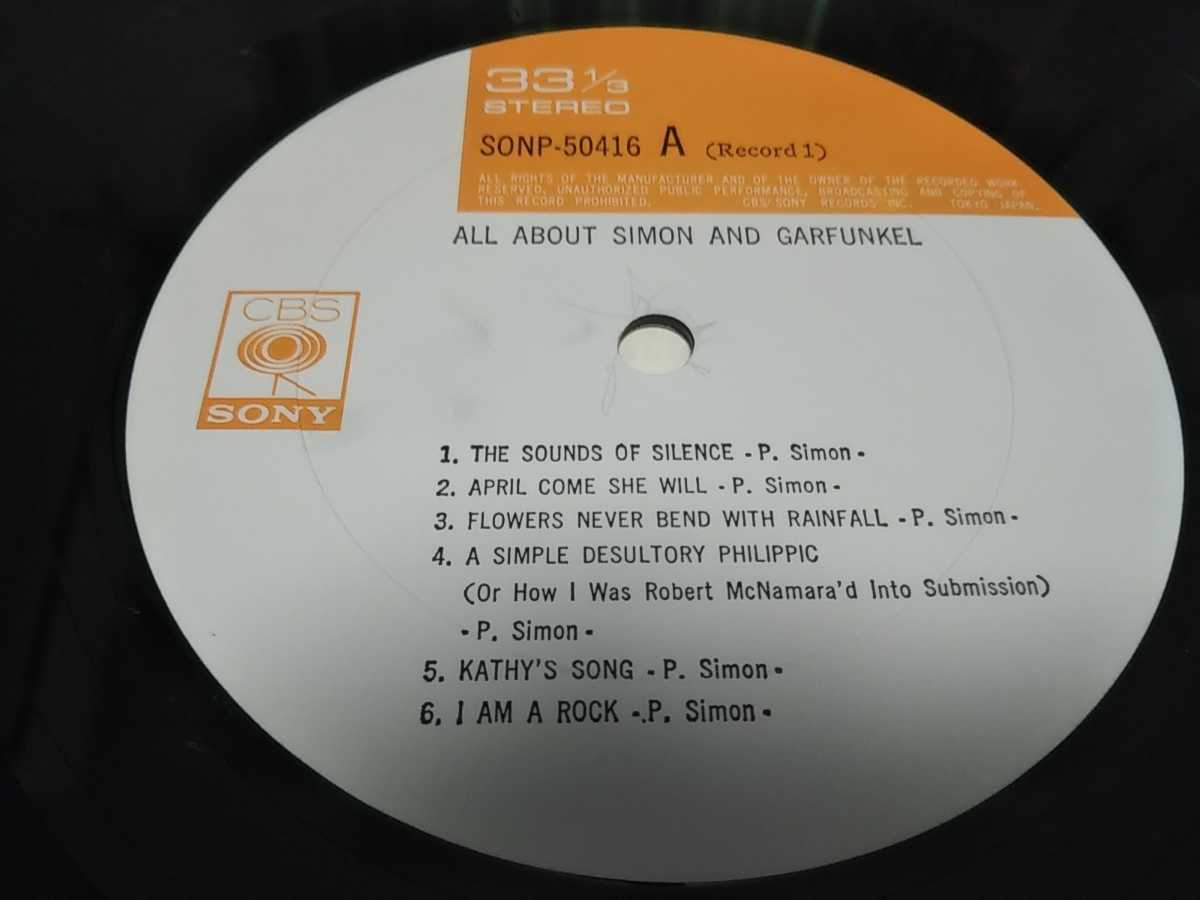 33 1/3
STEREO
SONP-50416 A (Record 1)
ALL RIGHTS OF THE MANUFACTURER AND OF THE OWNER OF THE RECORDED WORK
RESERVED. UNAUTHORIZED PUBLIC PERFORMANCE, BROADCASTING AND COPYING OF
THIS RECORD PROHIBITED. CBS/SONY RECORDS INC. TOKYO JAPAN.
ALL ABOUT SIMON AND GARFUNKEL
CBS
SONY
1. THE SOUNDS OF SILENCE - P. Simon -
2. APRIL COME SHE WILL - P. Simon -
3. FLOWERS NEVER BEND WITH RAINFALL - P. Simon -
4. A SIMPLE DESULTORY PHILIPPIC
(Or How I Was Robert McNamara'd Into Submission)
- P. Simon -
5. KATHY'S SONG - P. Simon -
6. I AM A ROCK - P. Simon -